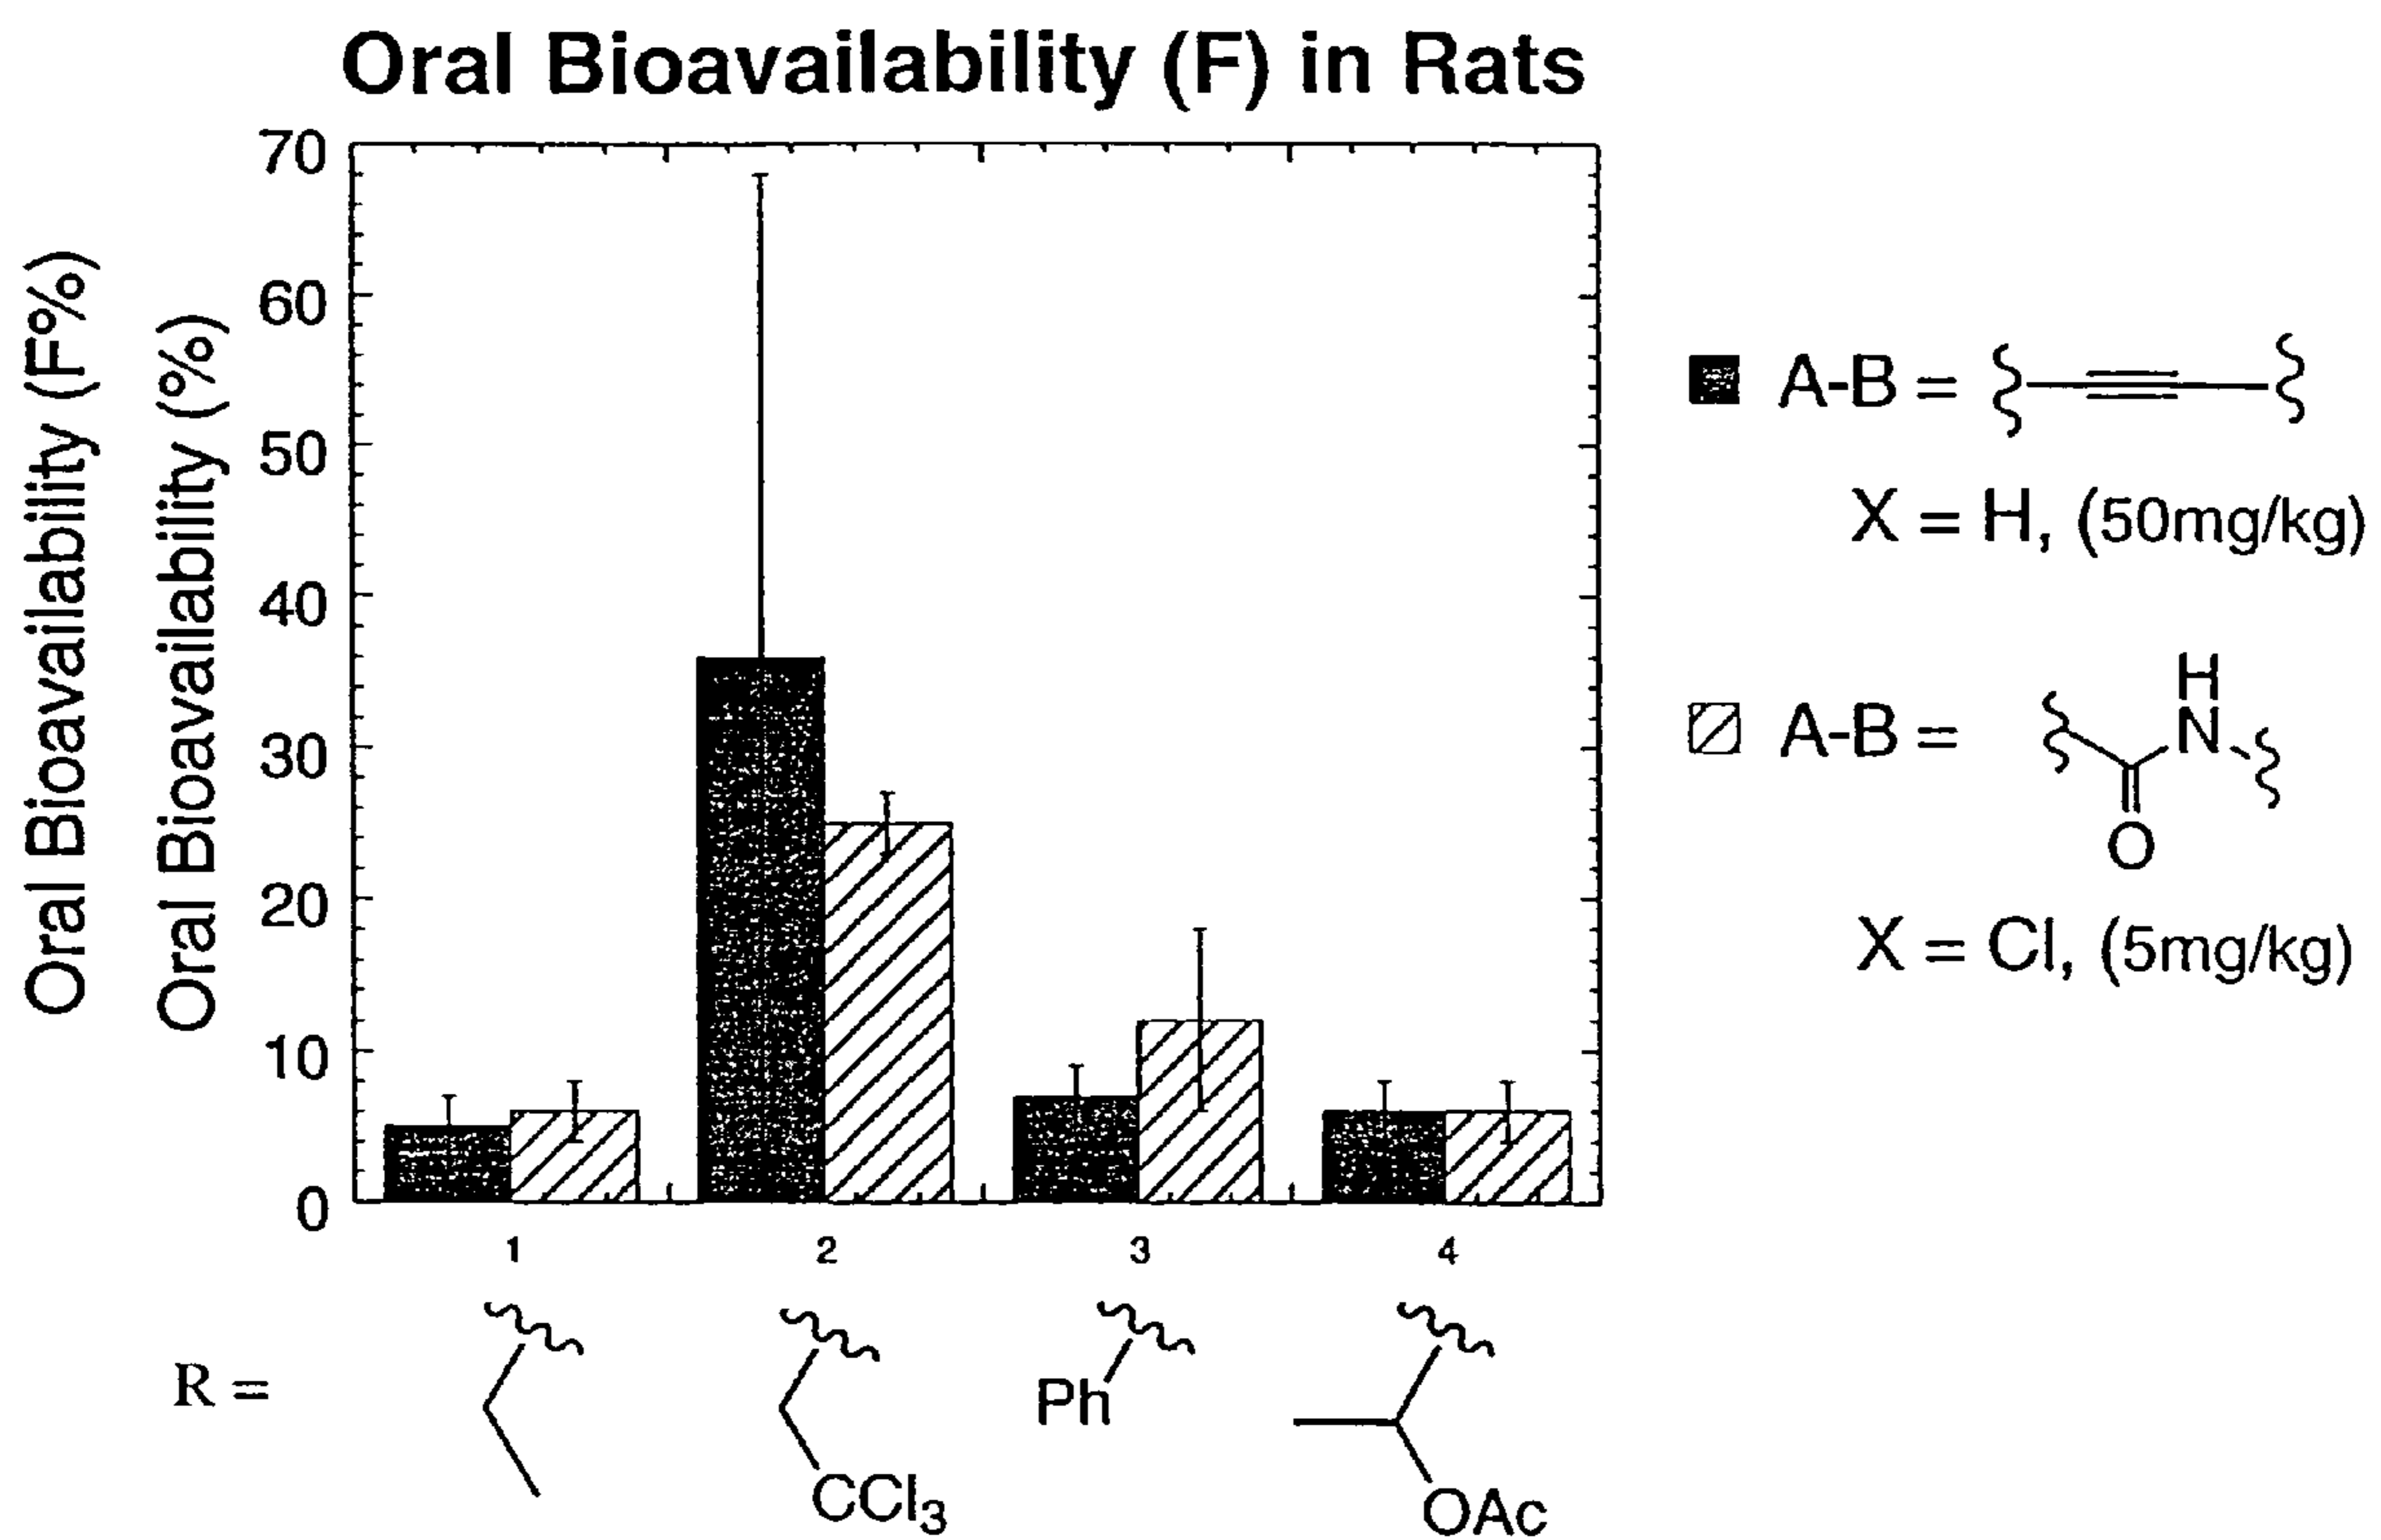 Oral Bioavailability (F) in Rats
Oral Bioavailability (F%)
Oral Bioavailability (%)
70
60
50
40
30
20
10
0
1 2 3 4
R =
CCl3
Ph
OAc
A-B =
X = H, (50mg/kg)
A-B =
H
N
O
X = Cl, (5mg/kg)